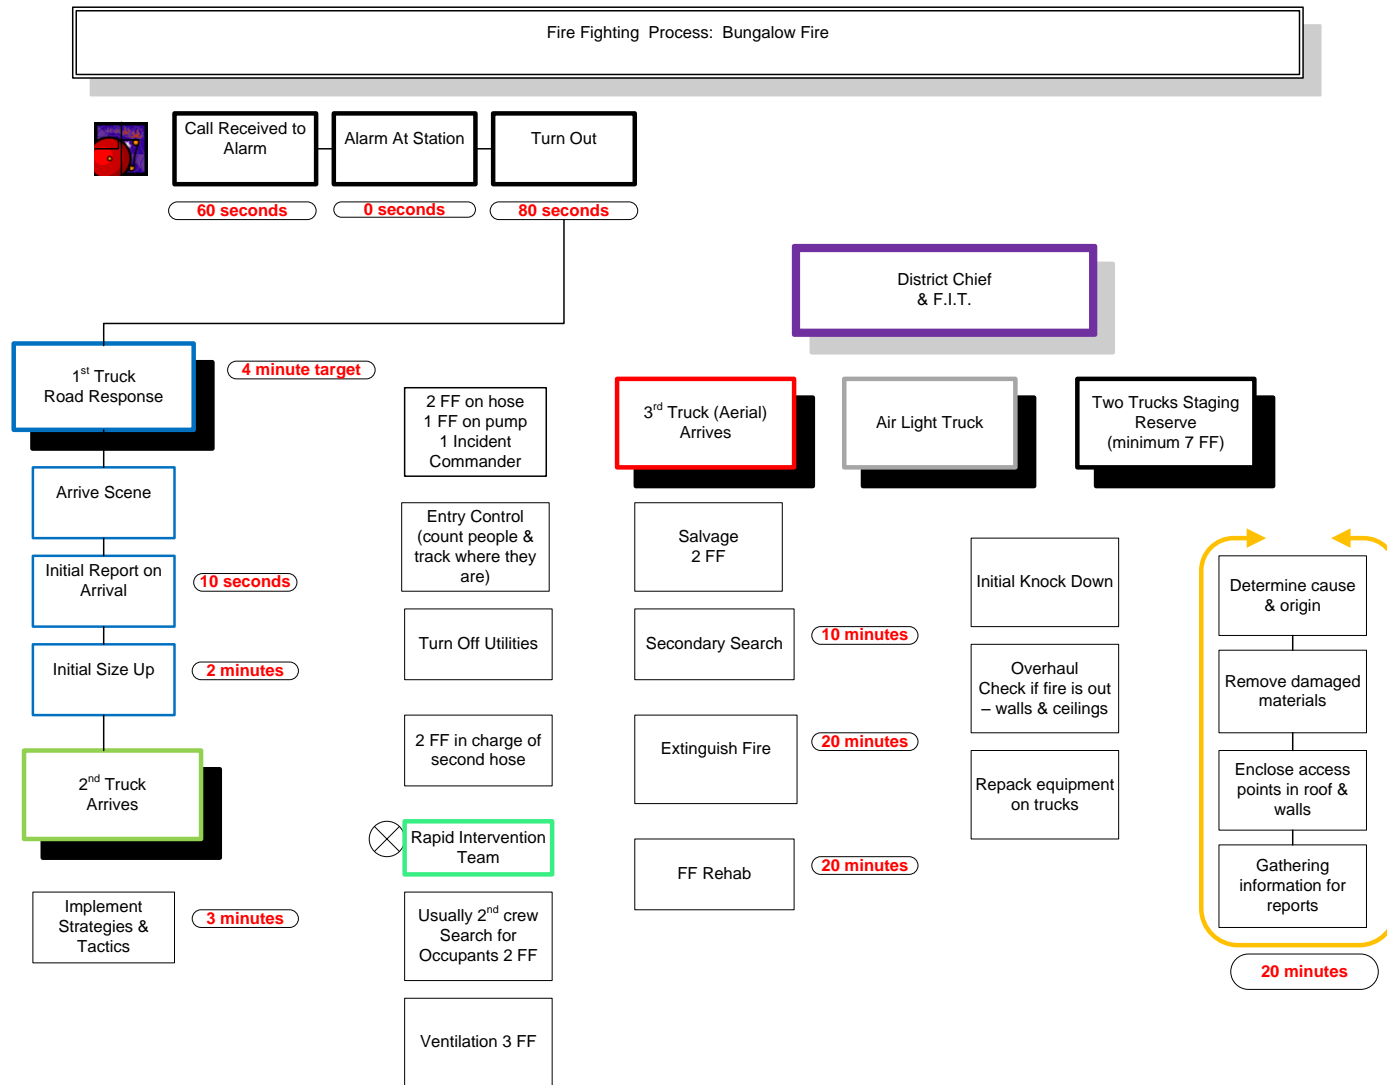 Fire Fighting Process: Bungalow Fire
Call Received to
Alarm
Alarm At Station
Turn Out
60 seconds
0 seconds
80 seconds
District Chief
& F.I.T.
1st Truck
Road Response
4 minute target
Arrive Scene
Initial Report on
Arrival
10 seconds
Initial Size Up
2 minutes
2nd Truck
Arrives
Implement
Strategies &
Tactics
3 minutes
2 FF on hose
1 FF on pump
1 Incident
Commander
Entry Control
(count people &
track where they
are)
Turn Off Utilities
2 FF in charge of
second hose
Rapid Intervention
Team
Usually 2nd crew
Search for
Occupants 2 FF
Ventilation 3 FF
3rd Truck (Aerial)
Arrives
Salvage
2 FF
Secondary Search
10 minutes
Extinguish Fire
20 minutes
FF Rehab
20 minutes
Air Light Truck
Initial Knock Down
Overhaul
Check if fire is out
– walls & ceilings
Repack equipment
on trucks
Two Trucks Staging
Reserve
(minimum 7 FF)
Determine cause
& origin
Remove damaged
materials
Enclose access
points in roof &
walls
Gathering
information for
reports
20 minutes